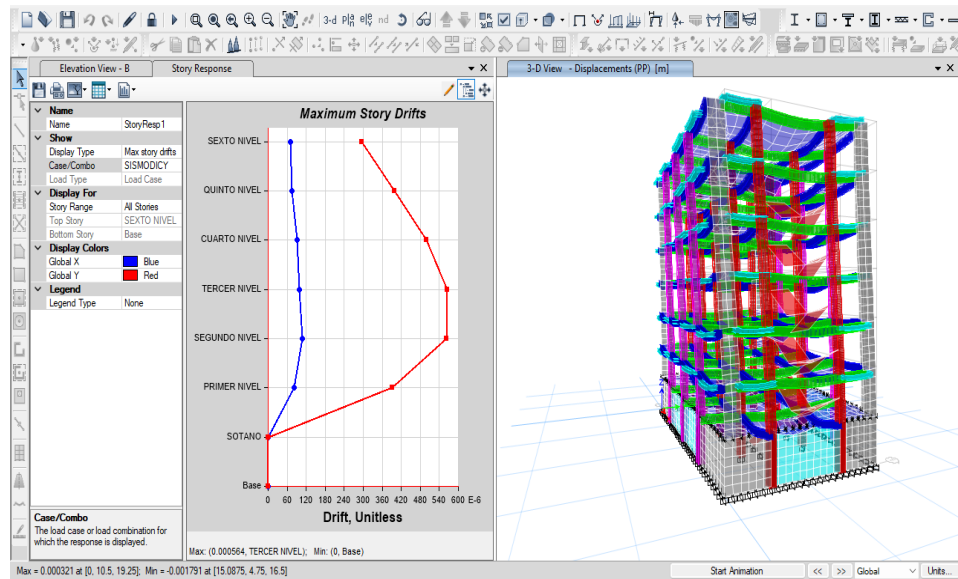 3-d
nd
Elevation View - B
Story Response
3-D View - Displacements (PP) [m]
Name
Name StoryResp1
Show
Display Type Max story drifts
Case/Combo SISMODICY
Load Type Load Case
Display For
Story Range All Stories
Top Story SEXTO NIVEL
Bottom Story Base
Display Colors
Global X Blue
Global Y Red
Legend
Legend Type None
Case/Combo
The load case or load combination for
which the response is displayed.
Maximum Story Drifts
SEXTO NIVEL
QUINTO NIVEL
CUARTO NIVEL
TERCER NIVEL
SEGUNDO NIVEL
PRIMER NIVEL
SOTANO
Base
0 60 120 180 240 300 360 420 480 540 600 E-6
Drift, Unitless
Max: (0.000564, TERCER NIVEL); Min: (0, Base)
Max = 0.000321 at [0, 10.5, 19.25]; Min = -0.001791 at [15.0875, 4.75, 16.5]
Start Animation << >> Global Units...